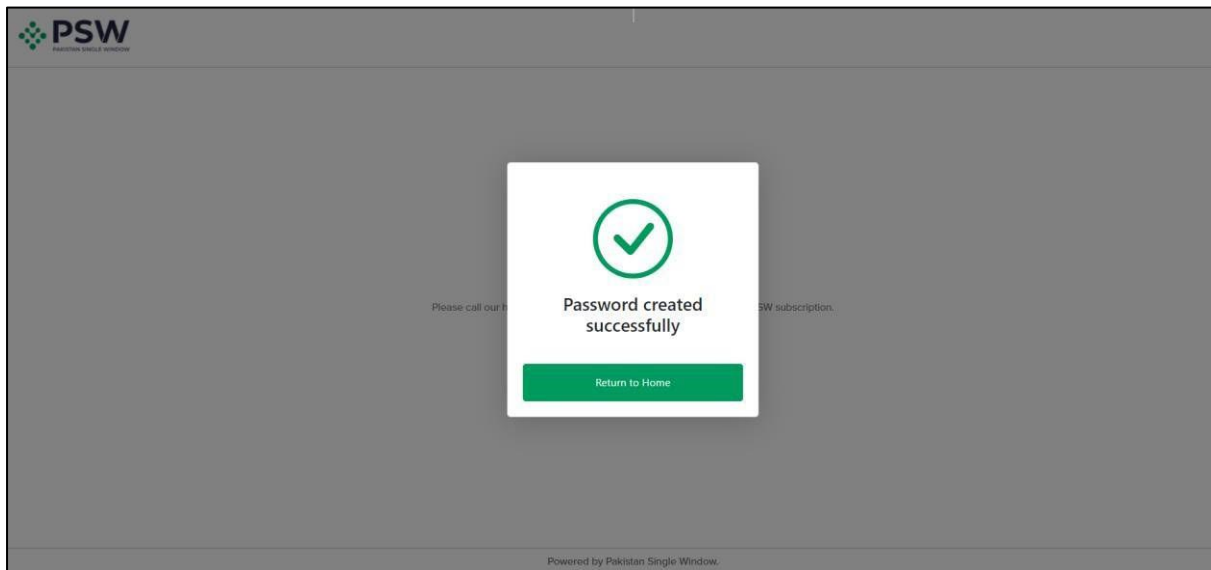 PSW
PAKISTAN SINGLE WINDOW
Password created
successfully
Please call our h
SW subscription.
Return to Home
Powered by Pakistan Single Window.